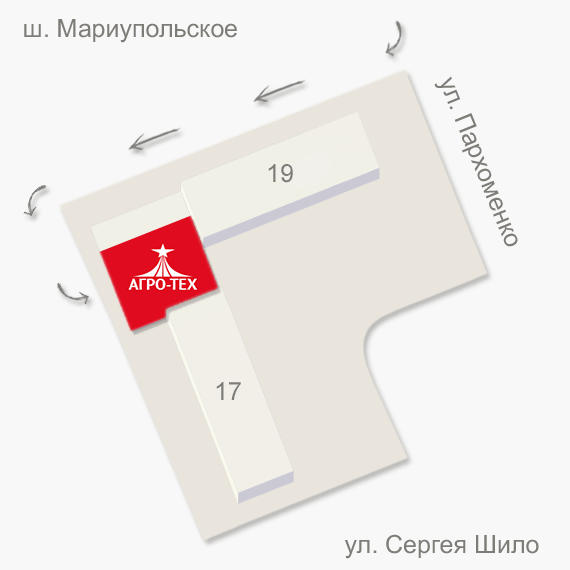 ш. Мариупольское
ул. Пархоменко
19
АГРО-ТЕХ
17
ул. Сергея Шило